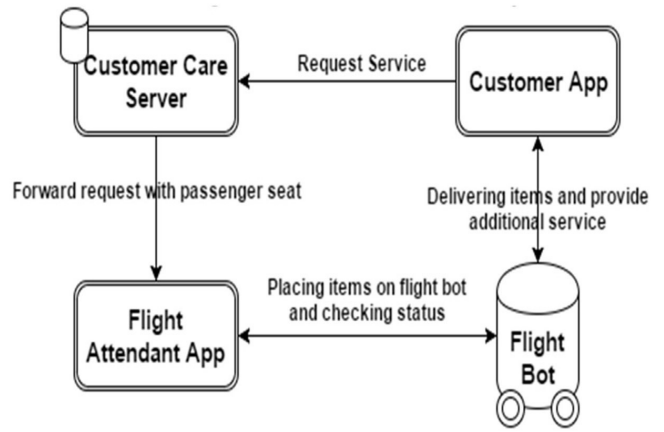 Customer Care
Server
Request Service
Customer App
Forward request with passenger seat
Delivering items and provide
additional service
Placing items on flight bot
and checking status
Flight
Attendant App
Flight
Bot